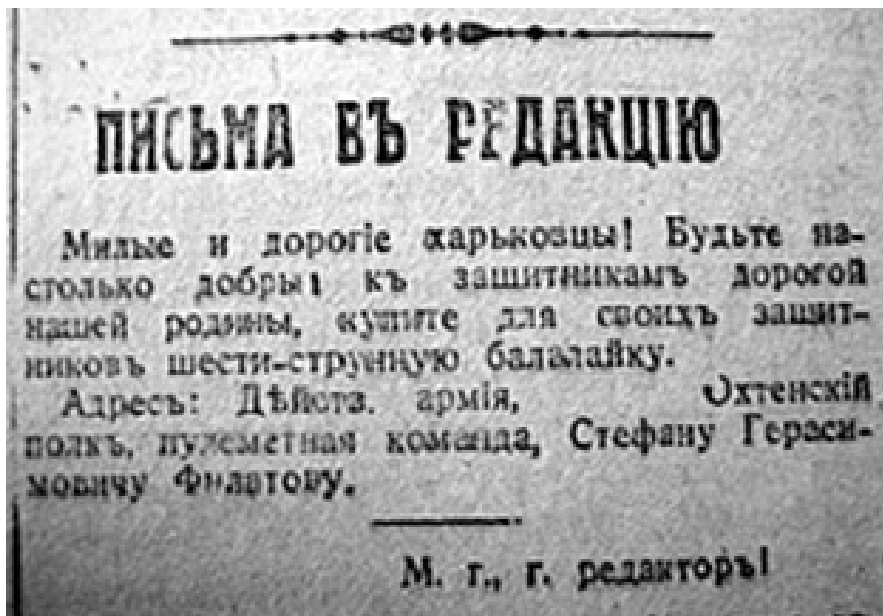 ПИСЬМА ВЪ РЕДАКЦІЮ
Милые и дорогіе харьковцы! Будьте на-
столько добры къ защитникамъ дорогой
нашей родины, купите для своихъ защит-
никовъ шести-струнную балалайку.
Адресъ: Дѣйств. армія, Охтенскій
полкъ, пулеметная команда, Стефану Гераси-
мовичу Филатову.
М. г., г. редакторъ!